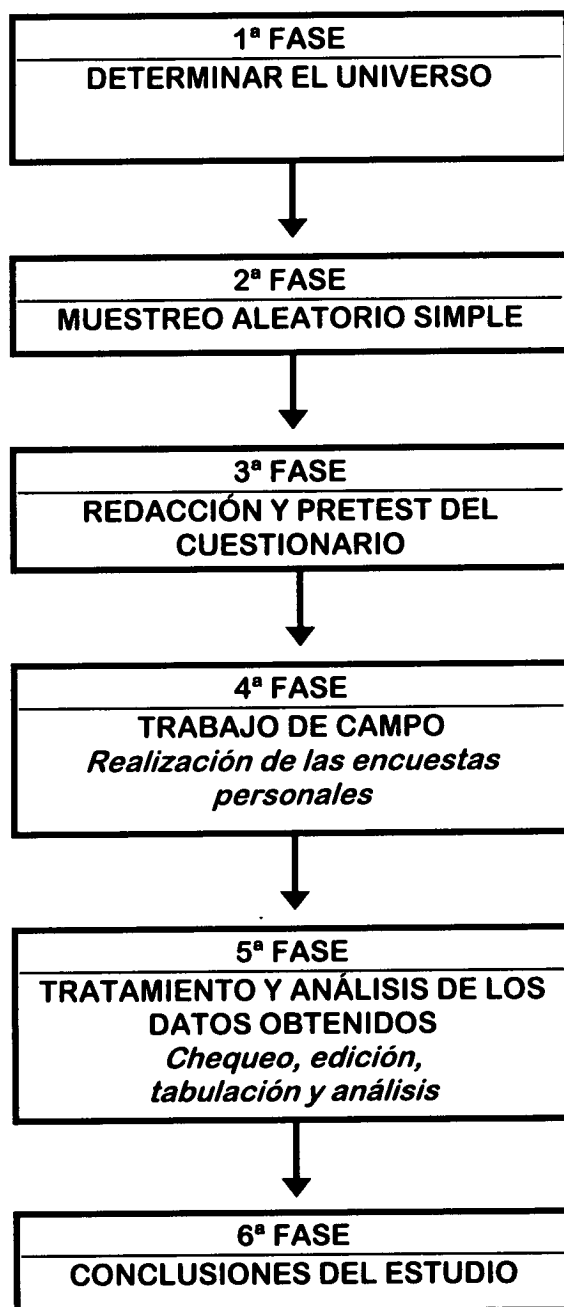 1ª FASE
DETERMINAR EL UNIVERSO
2ª FASE
MUESTREO ALEATORIO SIMPLE
3ª FASE
REDACCIÓN Y PRETEST DEL
CUESTIONARIO
4ª FASE
TRABAJO DE CAMPO
Realización de las encuestas
personales
5ª FASE
TRATAMIENTO Y ANÁLISIS DE LOS
DATOS OBTENIDOS
Chequeo, edición,
tabulación y análisis
6ª FASE
CONCLUSIONES DEL ESTUDIO